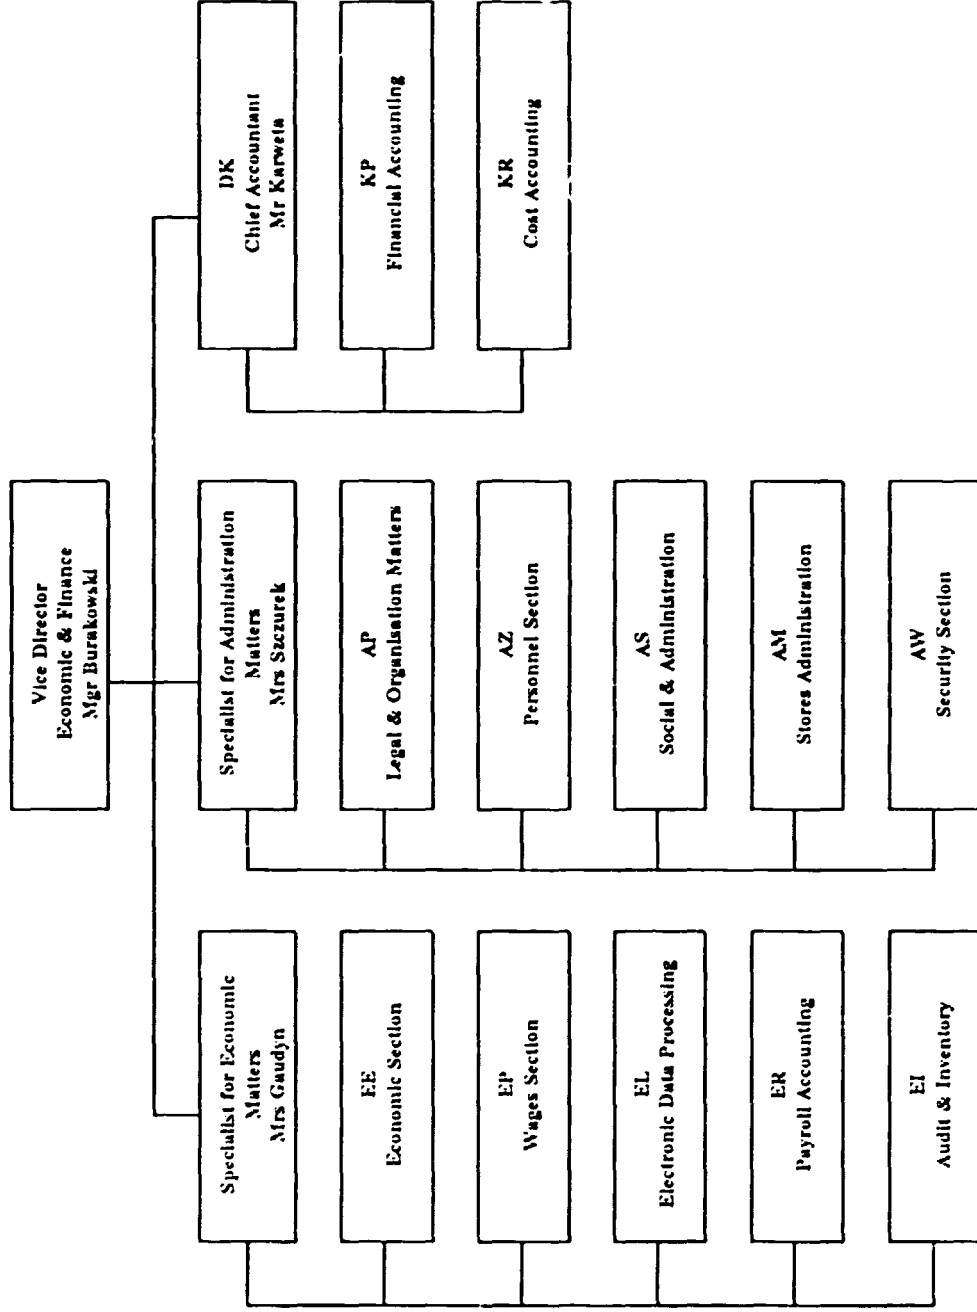 Vice Director
Economic & Finance
Mgr Burakowski
Specialist for Economic
Matters
Mrs Gaudyn
EE
Economic Section
EP
Wages Section
EL
Electronic Data Processing
ER
Payroll Accounting
EI
Audit & Inventory
Specialist for Administration
Matters
Mrs Szczurek
AP
Legal & Organisation Matters
AZ
Personnel Section
AS
Social & Administration
AM
Stores Administration
AW
Security Section
DK
Chief Accountant
Mr Karweta
KP
Financial Accounting
KR
Cost Accounting